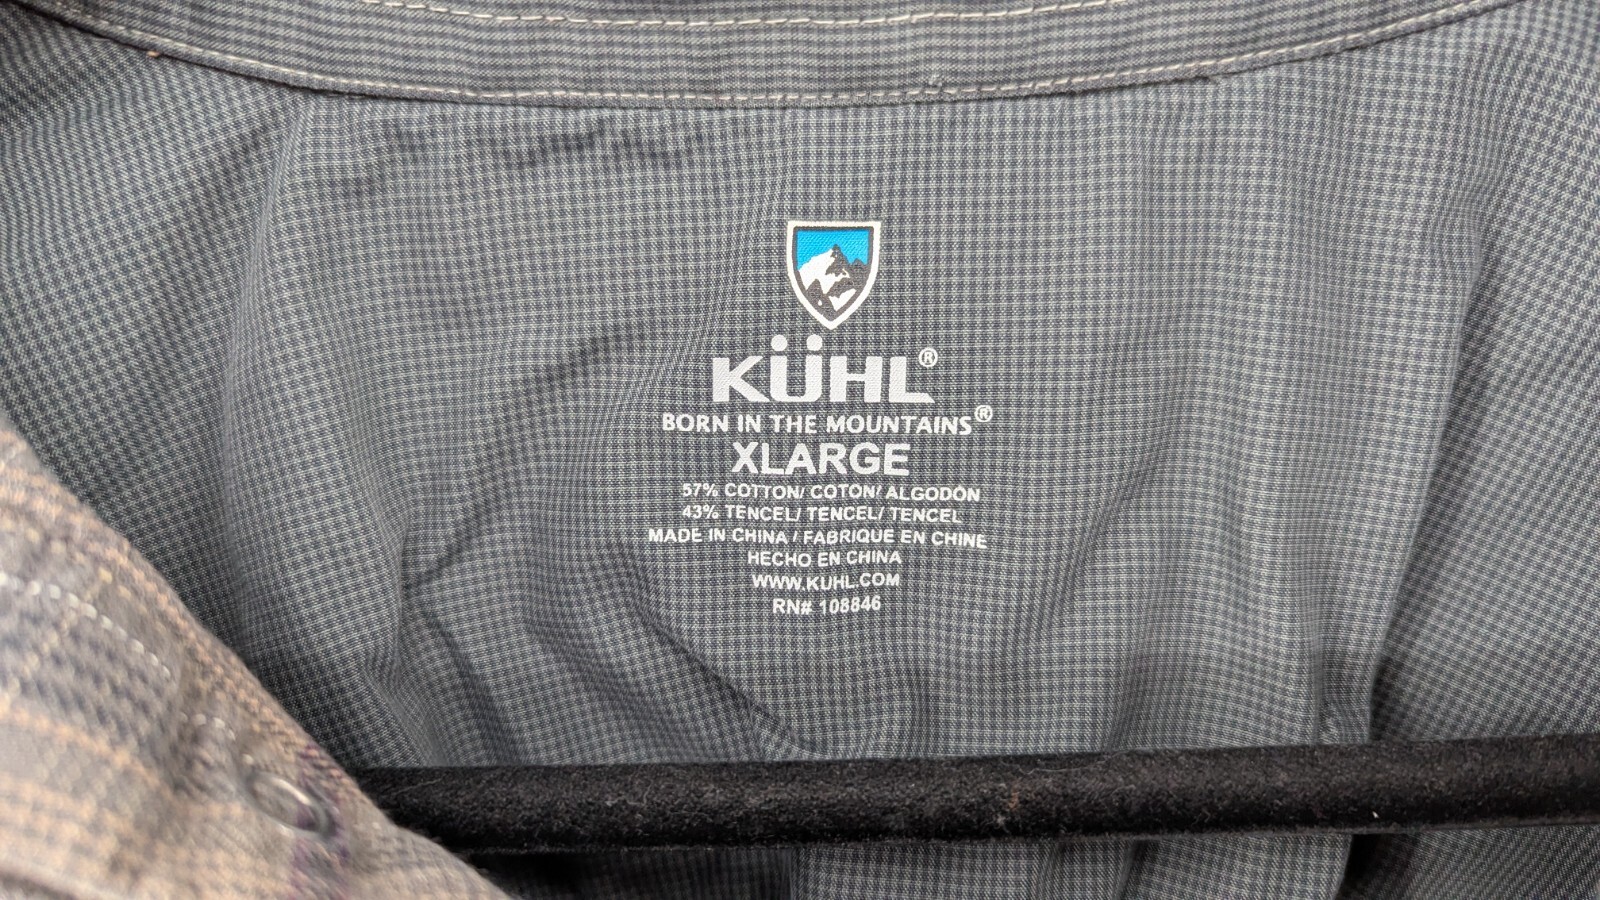 KÜHL®
BORN IN THE MOUNTAINS®
XLARGE
57% COTTON/ COTON/ ALGODÓN
43% TENCEL/ TENCEL/ TENCEL
MADE IN CHINA / FABRIQUE EN CHINE
HECHO EN CHINA
WWW.KUHL.COM
RN# 108846